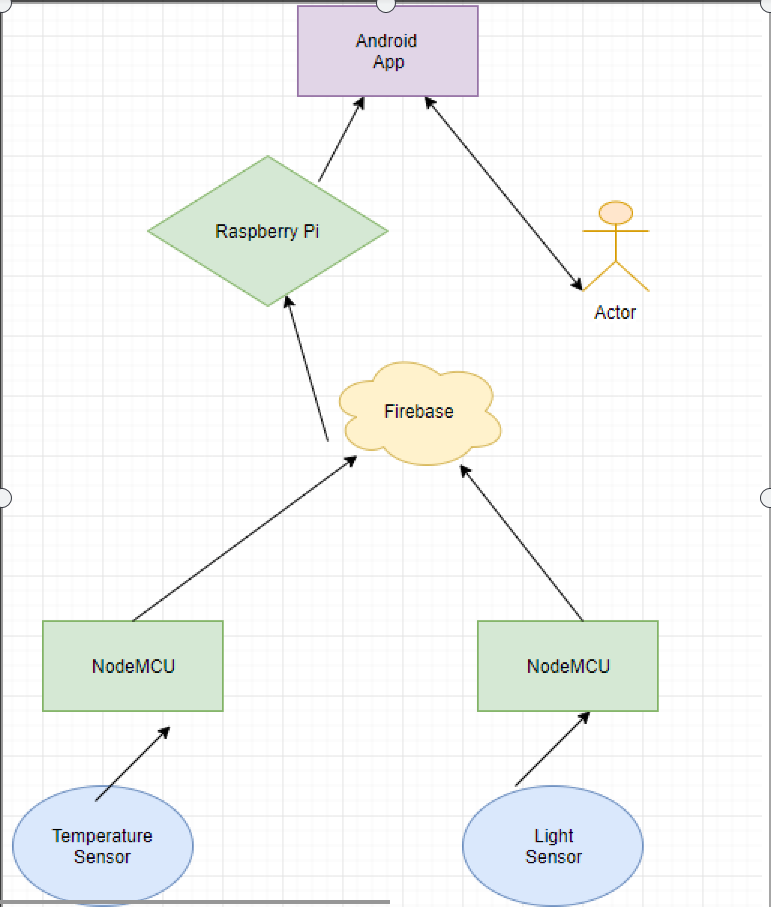 Android
App
Raspberry Pi
Actor
Firebase
NodeMCU
NodeMCU
Temperature
Sensor
Light
Sensor